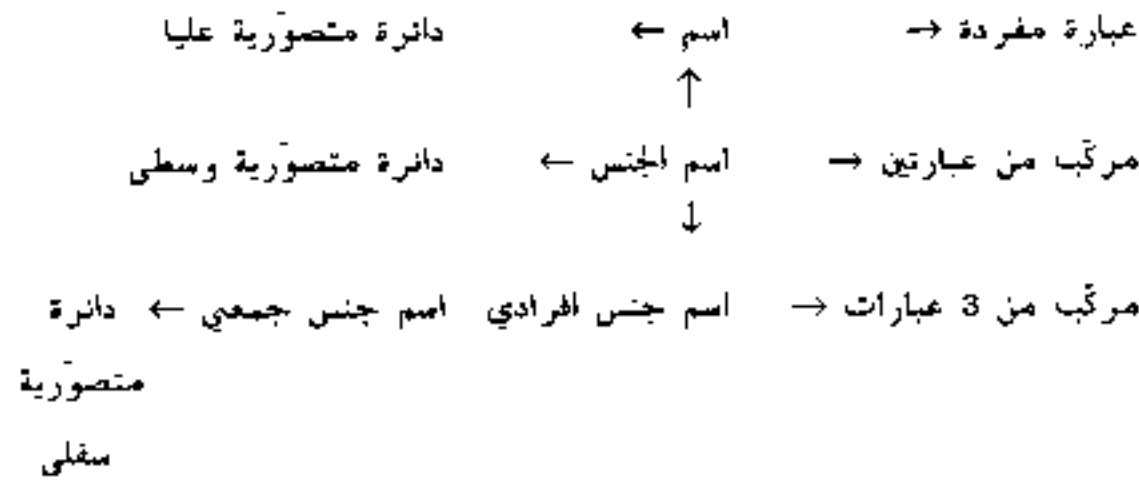 عبارة مفردة → اسم ← دائرة متصوّرية عليا
↑
مركّب من عبارتين → اسم الجنس ← دائرة متصوّرية وسطى
↓
مركّب من 3 عبارات → اسم جنس افرادي اسم جنس جمعي ← دائرة
متصوّرية
سفلى